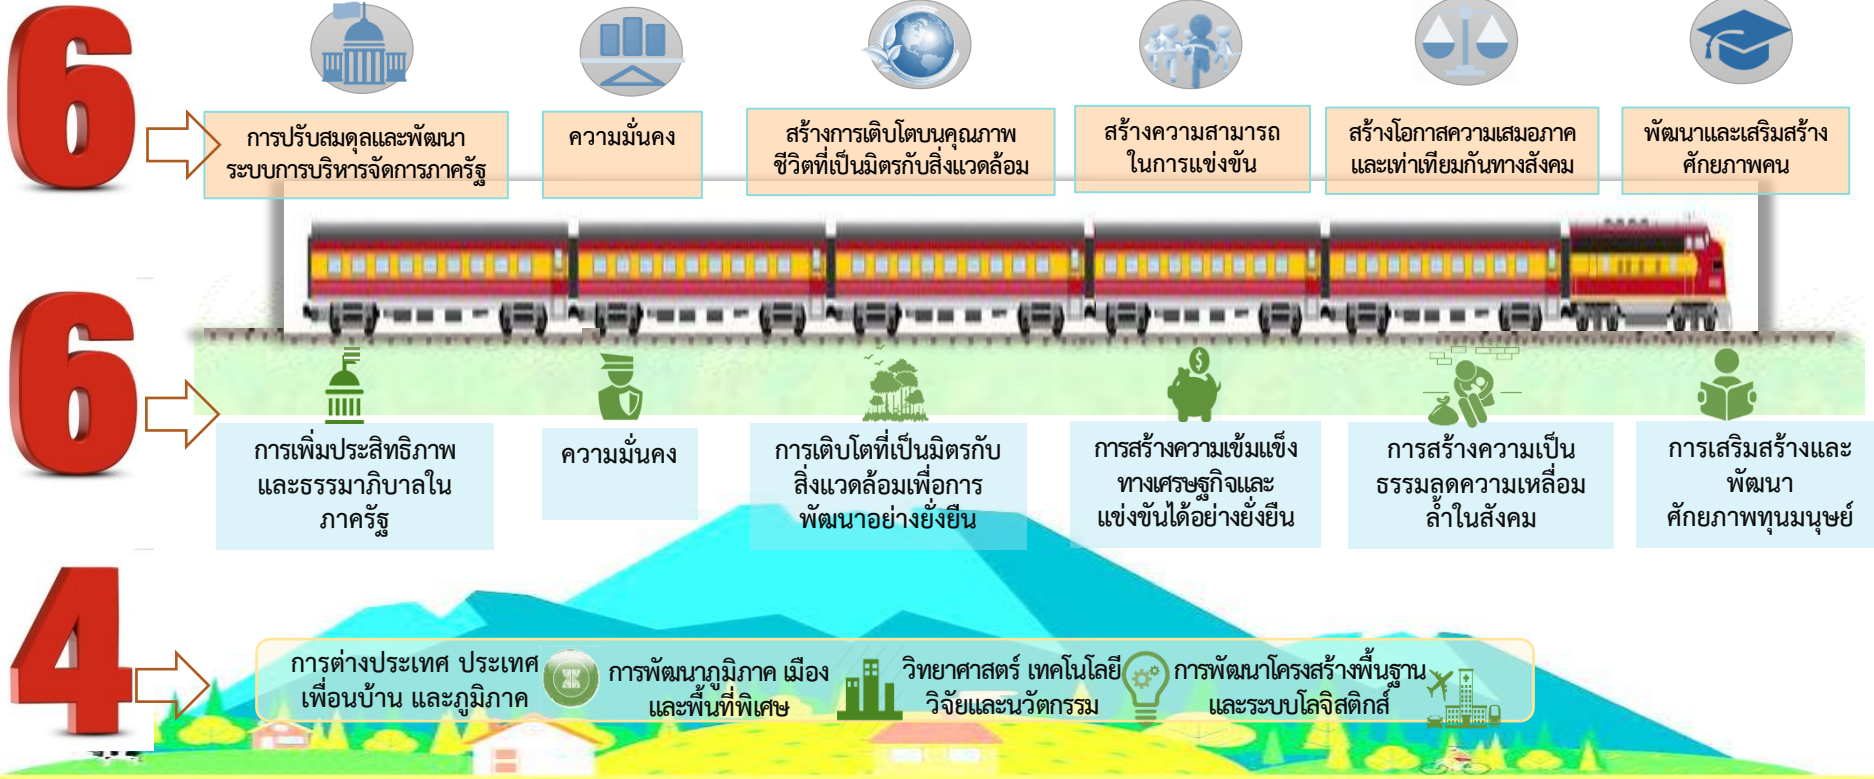 6
การปรับสมดุลและพัฒนา
ระบบการบริหารจัดการภาครัฐ
ความมั่นคง
สร้างการเติบโตบนคุณภาพ
ชีวิตที่เป็นมิตรกับสิ่งแวดล้อม
สร้างความสามารถ
ในการแข่งขัน
สร้างโอกาสความเสมอภาค
และเท่าเทียมกันทางสังคม
พัฒนาและเสริมสร้าง
ศักยภาพคน
6
การเพิ่มประสิทธิภาพ
และธรรมาภิบาลใน
ภาครัฐ
ความมั่นคง
การเติบโตที่เป็นมิตรกับ
สิ่งแวดล้อมเพื่อการ
พัฒนาอย่างยั่งยืน
การสร้างความเข้มแข็ง
ทางเศรษฐกิจและ
แข่งขันได้อย่างยั่งยืน
การสร้างความเป็น
ธรรมลดความเหลื่อม
ล้ำในสังคม
การเสริมสร้างและ
พัฒนา
ศักยภาพทุนมนุษย์
4
การต่างประเทศ ประเทศ
เพื่อนบ้าน และภูมิภาค
การพัฒนาภูมิภาค เมือง
และพื้นที่พิเศษ
วิทยาศาสตร์ เทคโนโลยี
วิจัยและนวัตกรรม
การพัฒนาโครงสร้างพื้นฐาน
และระบบโลจิสติกส์